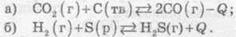 а) CO₂(г)+C(тв)⇄2CO(г)-Q;
б) H₂(г)+S(р)⇄H₂S(г)+Q.